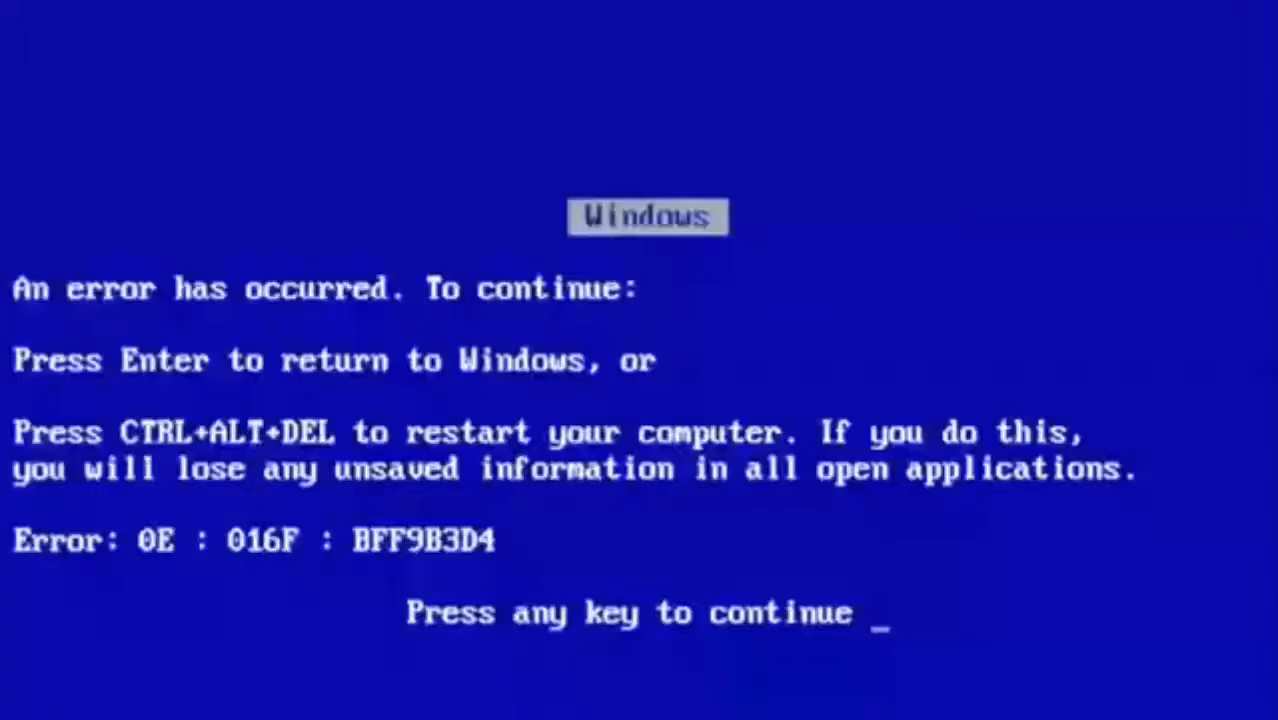 Windows
An error has occurred. To continue:
Press Enter to return to Windows, or
Press CTRL+ALT+DEL to restart your computer. If you do this,
you will lose any unsaved information in all open applications.
Error: 0E : 016F : BFF9B3D4
Press any key to continue _